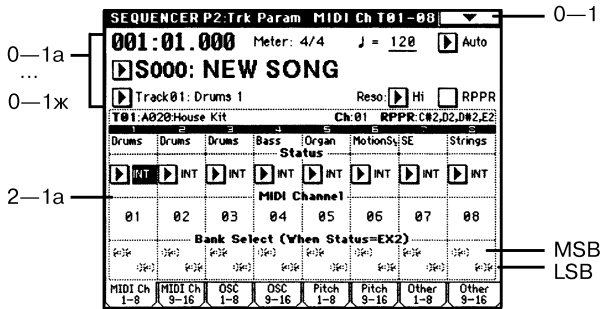 SEQUENCER P2:Trk Param MIDI Ch T01-08
0—1
001:01.000 Meter: 4/4 ♩ = 120 Auto
0—1a
S000: NEW SONG
...
0—1ж
Track01: Drums 1 Reso: Hi RPPR
T01:A020:House Kit Ch:01 RPPR:C#2,D2,D#2,E2
1 2 3 4 5 6 7 8
Drums Drums Drums Bass Organ MotionSy SE Strings
Status
INT INT INT INT INT INT INT INT
2—1a
MIDI Channel
01 02 03 04 05 06 07 08
Bank Select (When Status=EX2)
MSB
LSB
MIDI Ch 1-8 MIDI Ch 9-16 OSC 1-8 OSC 9-16 Pitch 1-8 Pitch 9-16 Other 1-8 Other 9-16